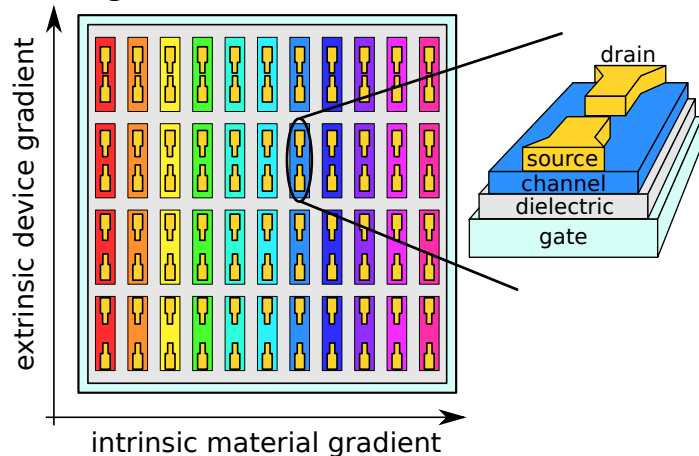 extrinsic device gradient
intrinsic material gradient
drain
source
channel
dielectric
gate